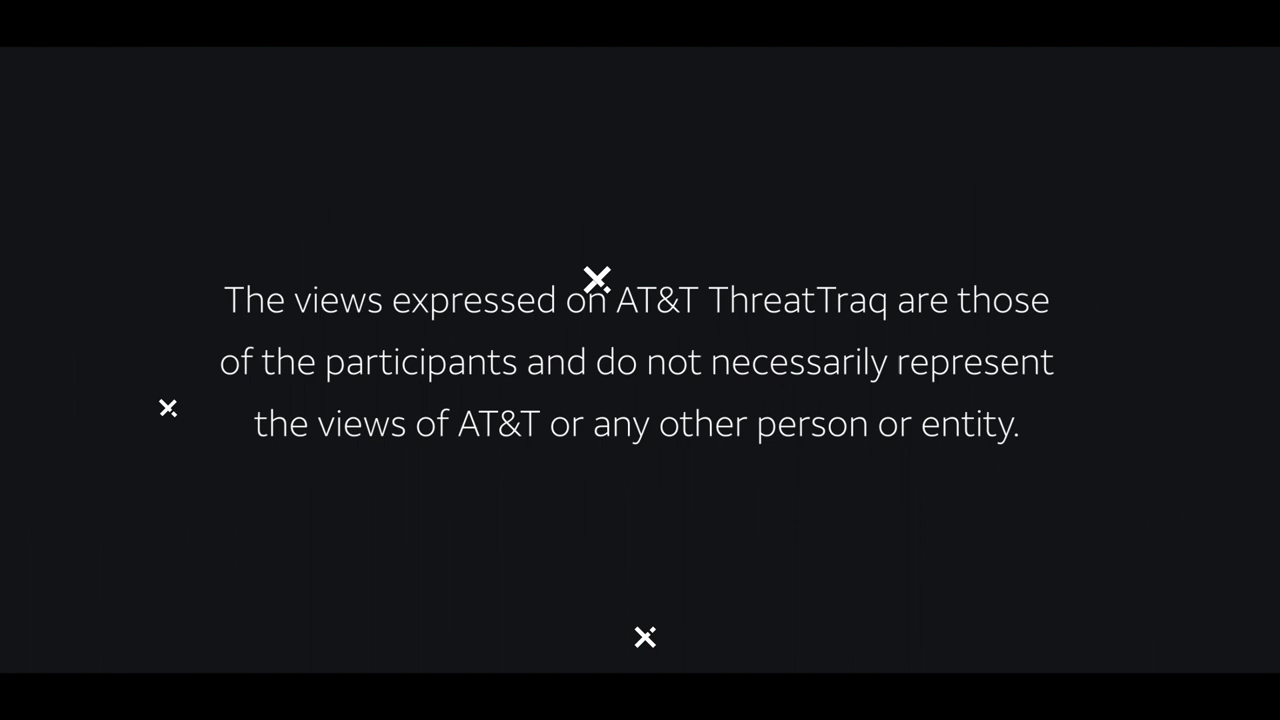 The views expressed on AT&T ThreatTraq are those
of the participants and do not necessarily represent
the views of AT&T or any other person or entity.